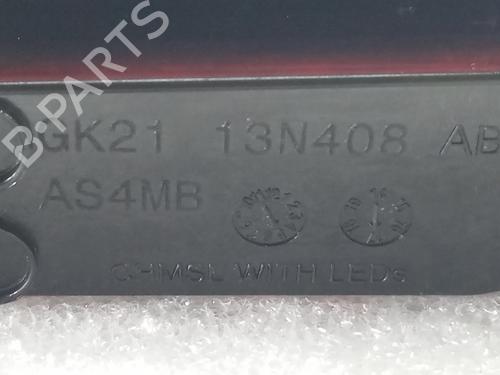 B-PARTS
GK21 13N408 AB
AS4MB
CHMSL WITH LEDs